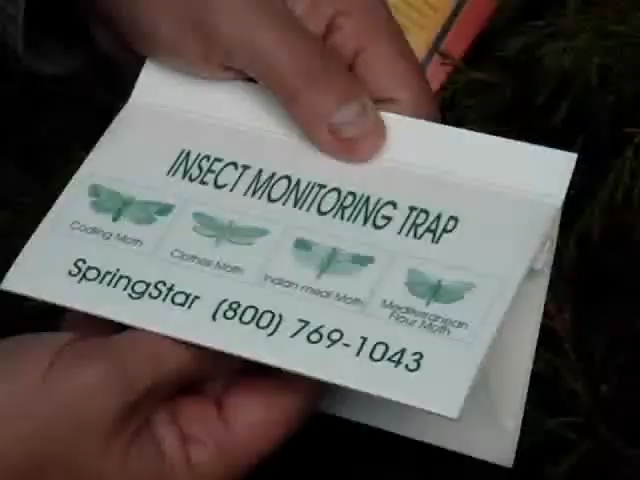 INSECT MONITORING TRAP
Codling Moth
Clothes Moth
Indian meal Moth
Mediterranean
Flour Moth
SpringStar (800) 769-1043